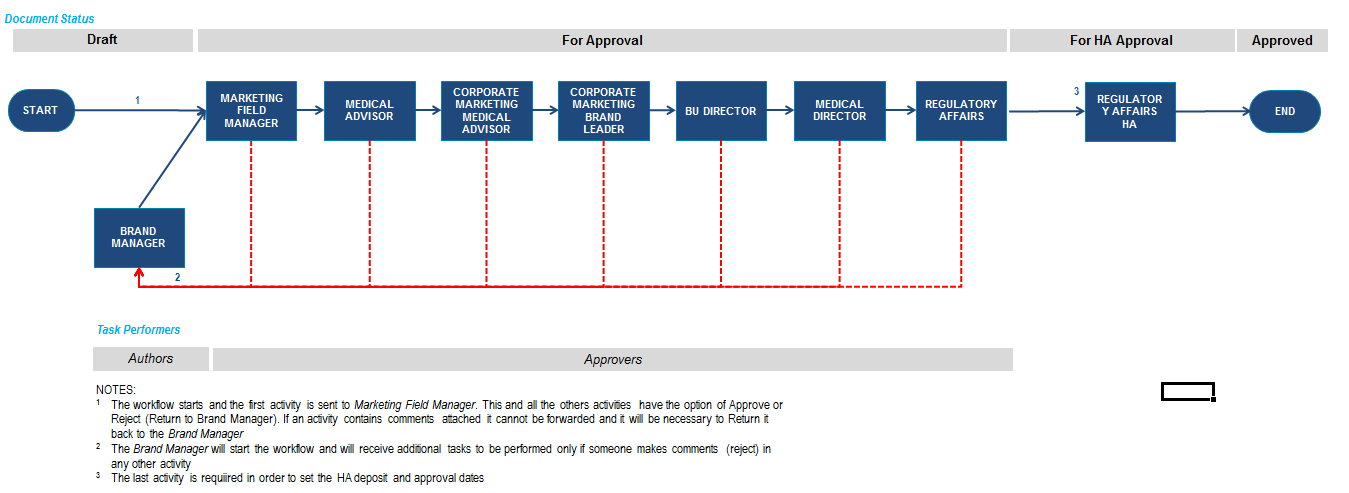 Document Status
Draft
For Approval
For HA Approval
Approved
START
1
MARKETING
FIELD
MANAGER
MEDICAL
ADVISOR
CORPORATE
MARKETING
MEDICAL
ADVISOR
CORPORATE
MARKETING
BRAND
LEADER
BU DIRECTOR
MEDICAL
DIRECTOR
REGULATORY
AFFAIRS
3
REGULATOR
Y AFFAIRS
HA
END
BRAND
MANAGER
2
Task Performers
Authors
Approvers
NOTES:
1 The workflow starts and the first activity is sent to Marketing Field Manager. This and all the others activities have the option of Approve or
Reject (Return to Brand Manager). If an activity contains comments attached it cannot be forwarded and it will be necessary to Return it
back to the Brand Manager
2 The Brand Manager will start the workflow and will receive additional tasks to be performed only if someone makes comments (reject) in
any other activity
3 The last activity is requiired in order to set the HA deposit and approval dates